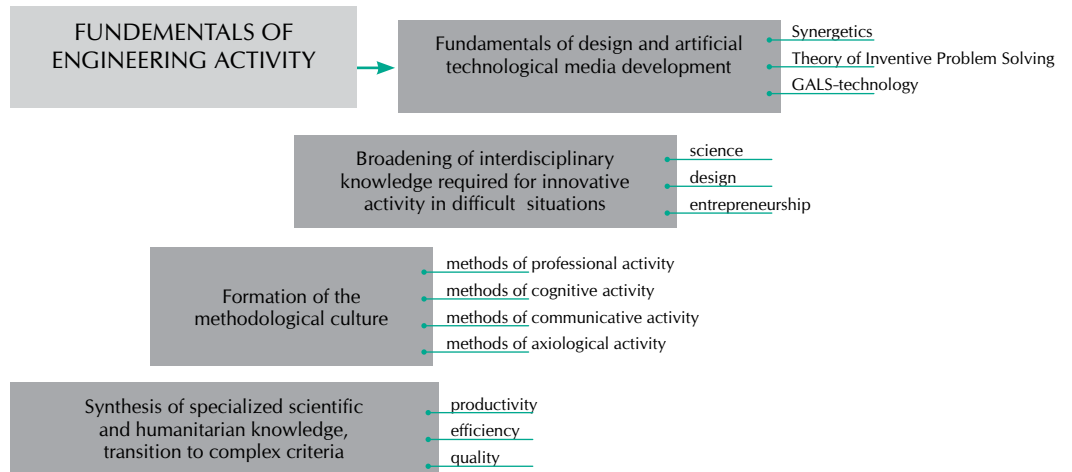 FUNDEMENTALS OF
ENGINEERING ACTIVITY
Fundamentals of design and artificial
technological media development
Synergetics
Theory of Inventive Problem Solving
GALS-technology
Broadening of interdisciplinary
knowledge required for innovative
activity in difficult situations
science
design
entrepreneurship
Formation of the
methodological culture
methods of professional activity
methods of cognitive activity
methods of communicative activity
methods of axiological activity
Synthesis of specialized scientific
and humanitarian knowledge,
transition to complex criteria
productivity
efficiency
quality